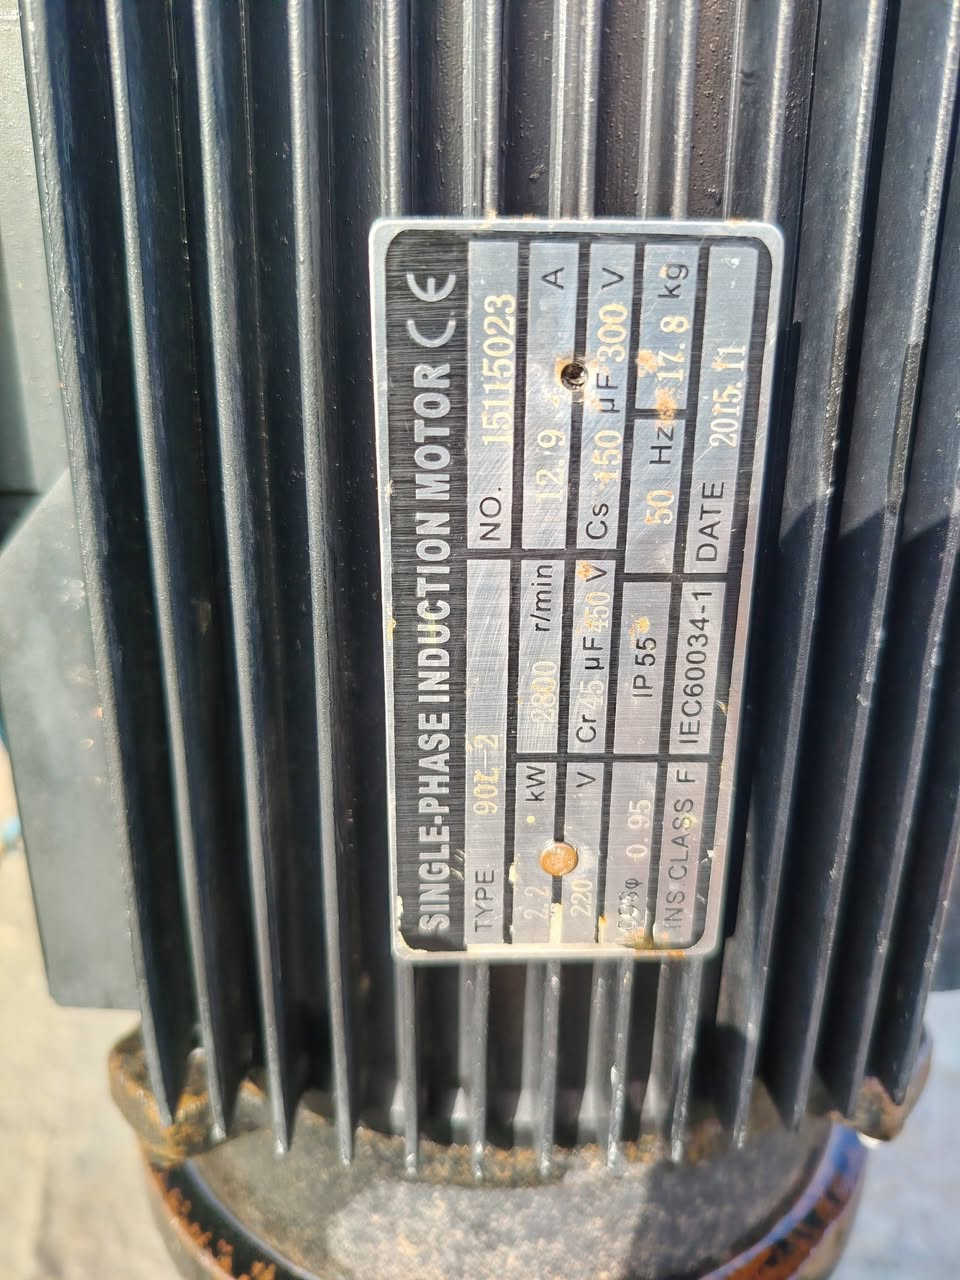 SINGLE-PHASE INDUCTION MOTOR CE
TYPE 90L-2 NO. 15115023
2.2 kW 2800 r/min 12.9 A
220 V Cr 45 µF 450 V Cs 150 µF 300 V
cosφ 0.95 IP 55 50 Hz 17.8 kg
INS CLASS F IEC60034-1 DATE 2015.11